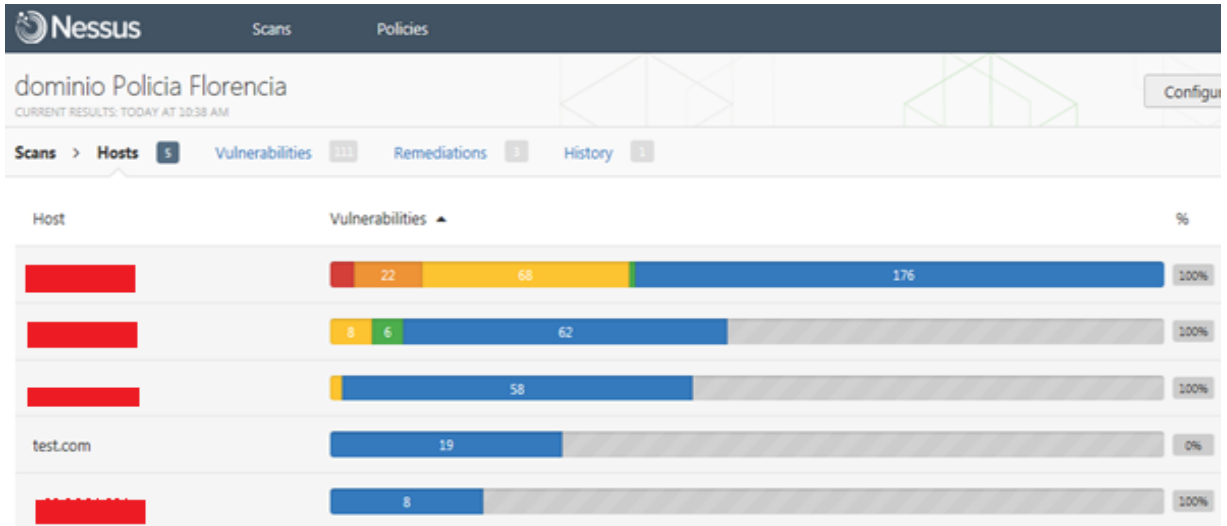 Nessus Scans Policies
dominio Policia Florencia
CURRENT RESULTS: TODAY AT 10:38 AM
Configur
Scans > Hosts 5 Vulnerabilities 111 Remediations 3 History 1
Host Vulnerabilities %
22 68 176 100%
8 6 62 100%
58 100%
test.com 19 0%
8 100%